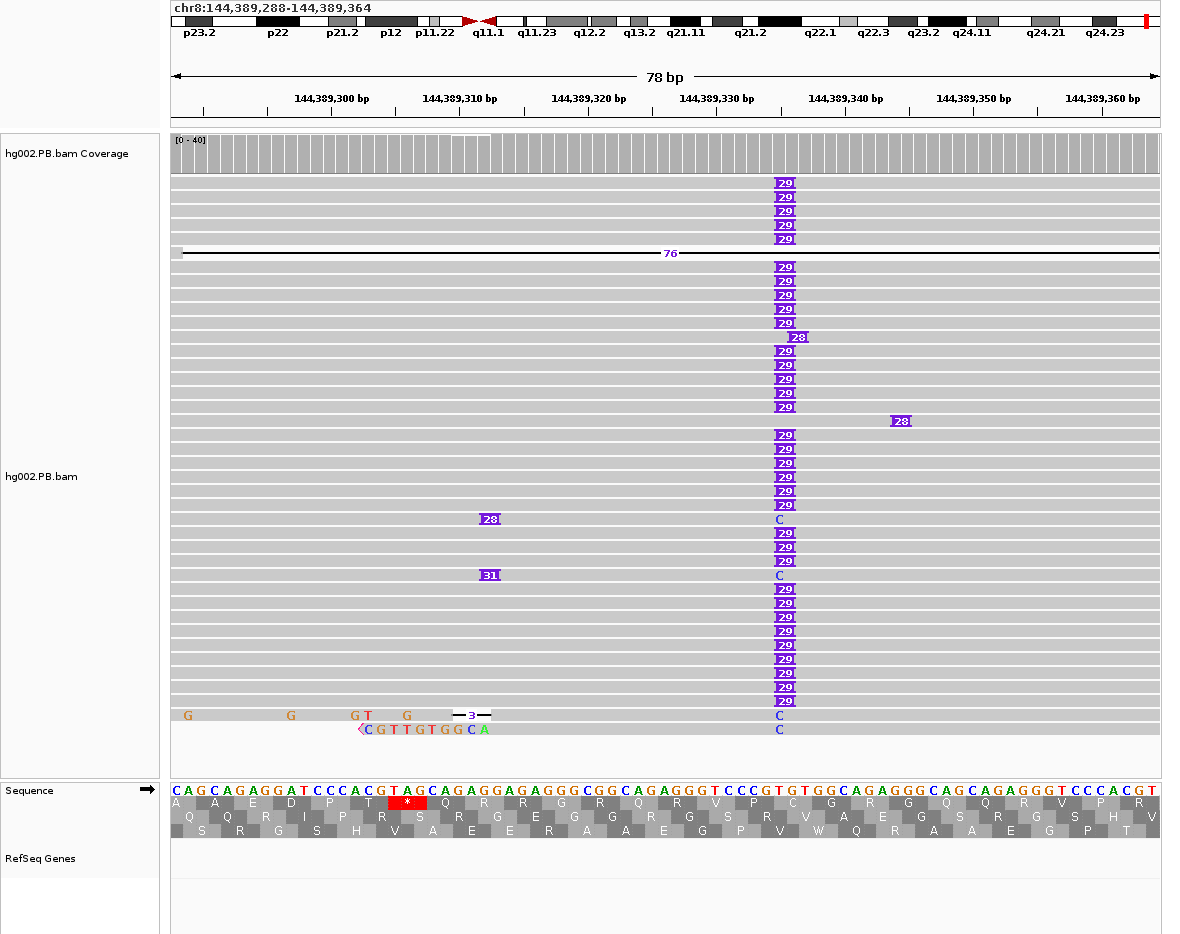 chr8:144,389,288-144,389,364
p23.2 p22 p21.2 p12 p11.22 q11.1 q11.23 q12.2 q13.2 q21.11 q21.2 q22.1 q22.3 q23.2 q24.11 q24.21 q24.23
78 bp
144,389,300 bp 144,389,310 bp 144,389,320 bp 144,389,330 bp 144,389,340 bp 144,389,350 bp 144,389,360 bp
[0 - 40]
hg002.PB.bam Coverage
29
29
29
29
29
76
29
29
29
29
29
28
29
29
29
29
29
28
29
29
29
hg002.PB.bam
29
29
29
28 C
29
29
29
31 C
29
29
29
29
29
29
29
29
29
G G G T G 3 C
C G T T G T G G C A C
Sequence
C A G C A G A G G A T C C C A C G T A G C A G A G G A G A G G G C G G C A G A G G G T C C C G T G T G G C A G A G G G C A G C A G A G G G T C C C A C G T
A A E D P T * Q R R G R Q R V P C G R G Q Q R V P R
Q Q R I P R S R G E G G R G S R V A E G S R G S H V
S R G S H V A E E R A A E G P V W Q R A A E G P T
RefSeq Genes